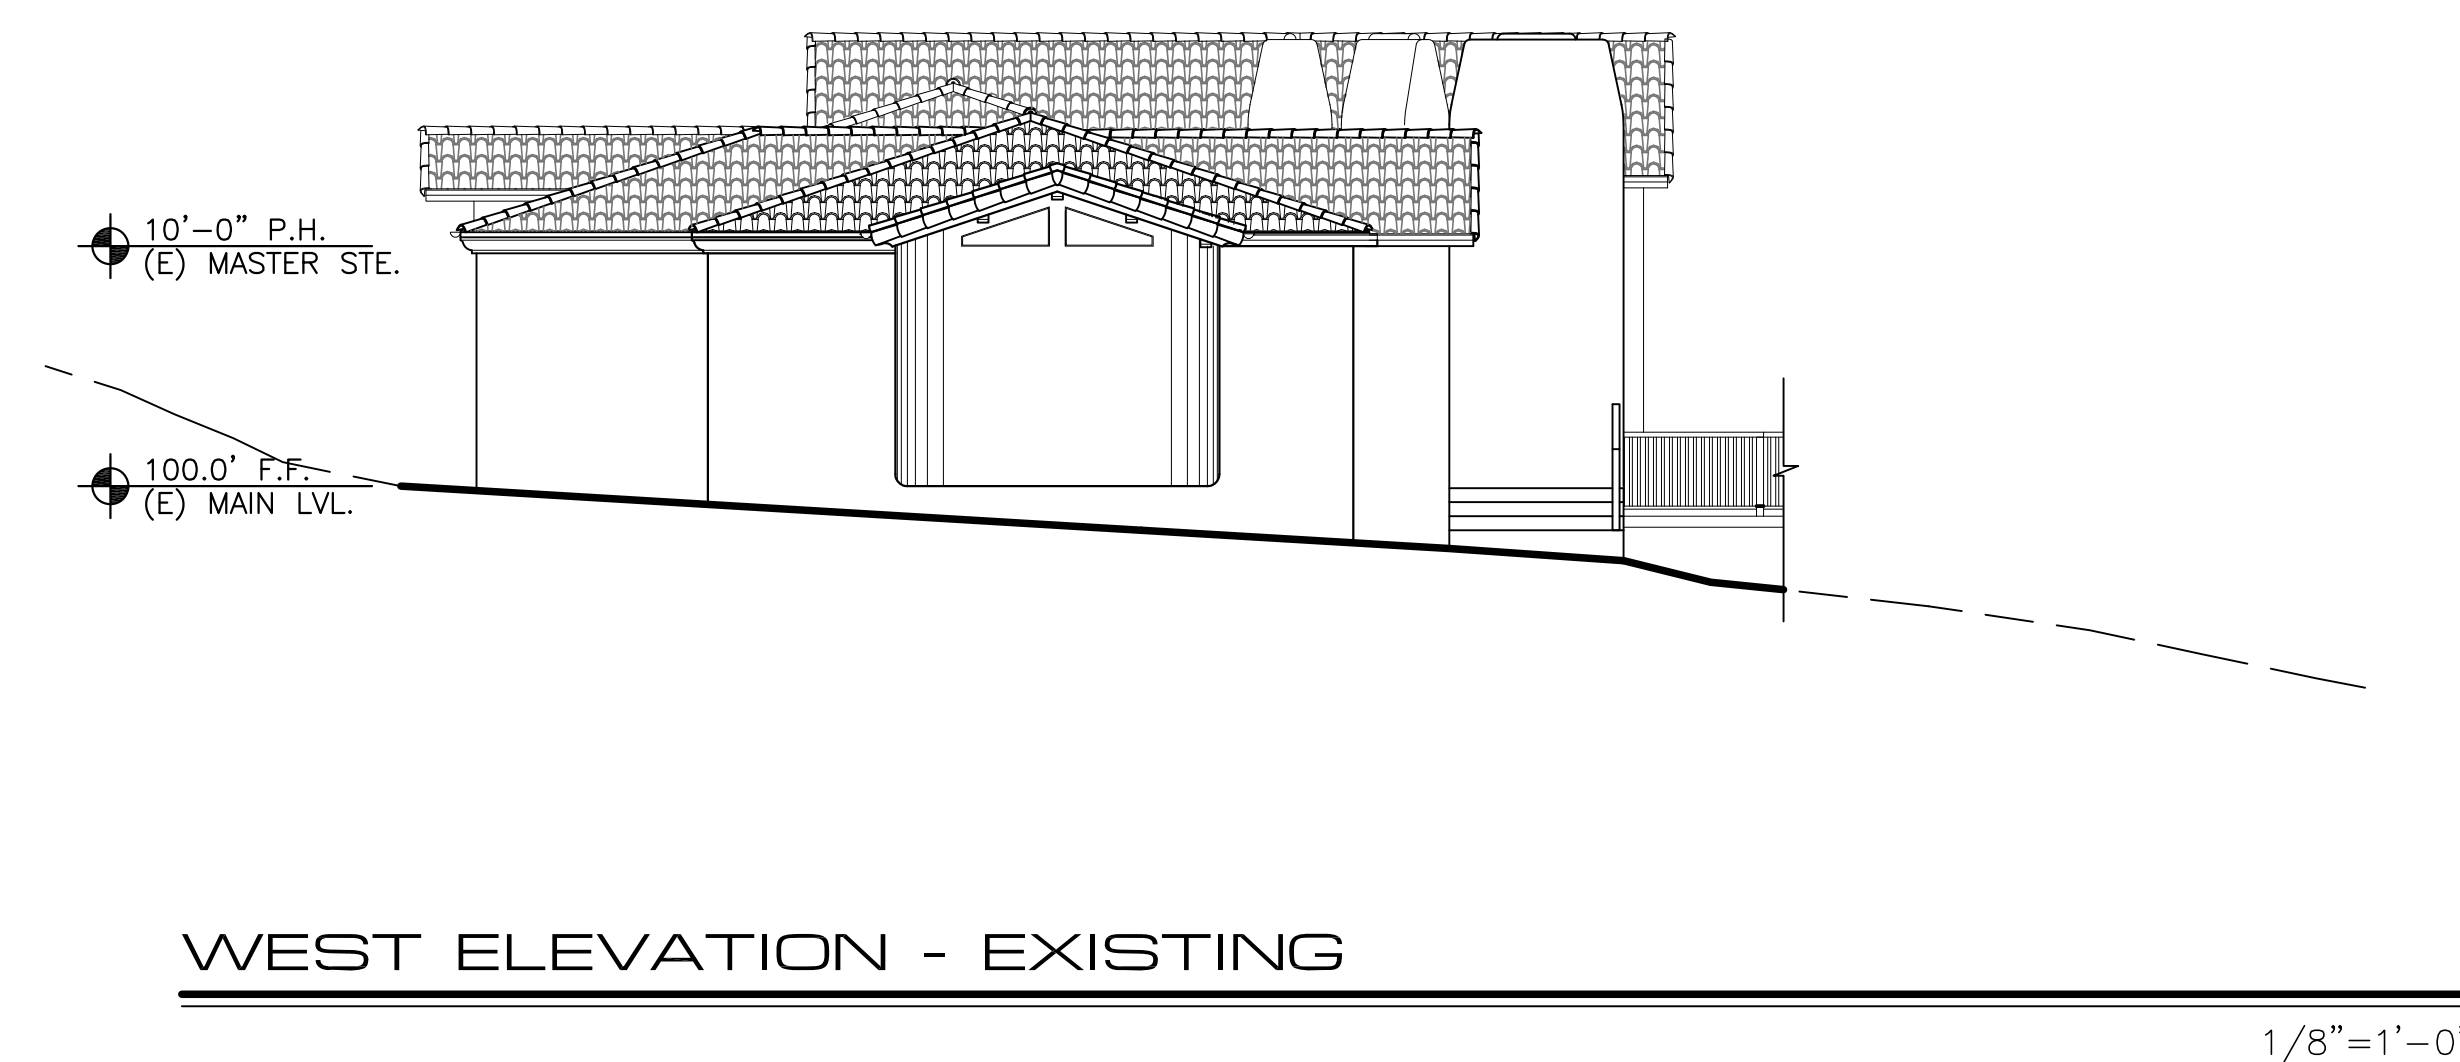 10'-0" P.H.
(E) MASTER STE.
100.0' F.F.
(E) MAIN LVL.
WEST ELEVATION - EXISTING
1/8"=1'-0"